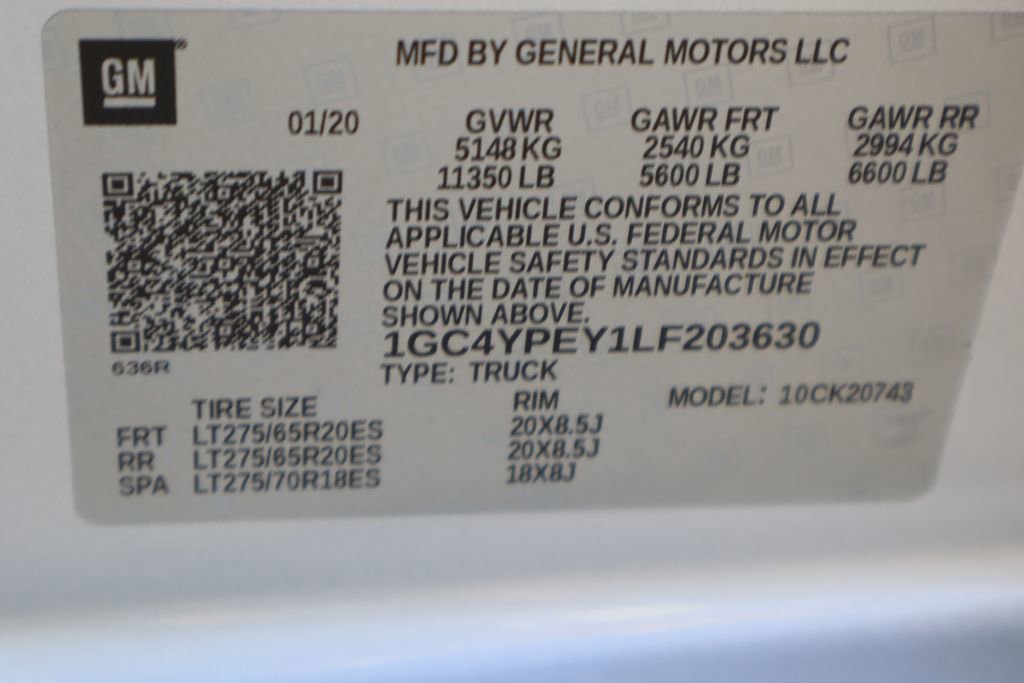 GM
MFD BY GENERAL MOTORS LLC
01/20 GVWR GAWR FRT GAWR RR
5148 KG 2540 KG 2994 KG
11350 LB 5600 LB 6600 LB
THIS VEHICLE CONFORMS TO ALL
APPLICABLE U.S. FEDERAL MOTOR
VEHICLE SAFETY STANDARDS IN EFFECT
ON THE DATE OF MANUFACTURE
SHOWN ABOVE.
1GC4YPEY1LF203630
636R
TYPE: TRUCK
MODEL: 10CK20743
TIRE SIZE RIM
FRT LT275/65R20ES 20X8.5J
RR LT275/65R20ES 20X8.5J
SPA LT275/70R18ES 18X8J